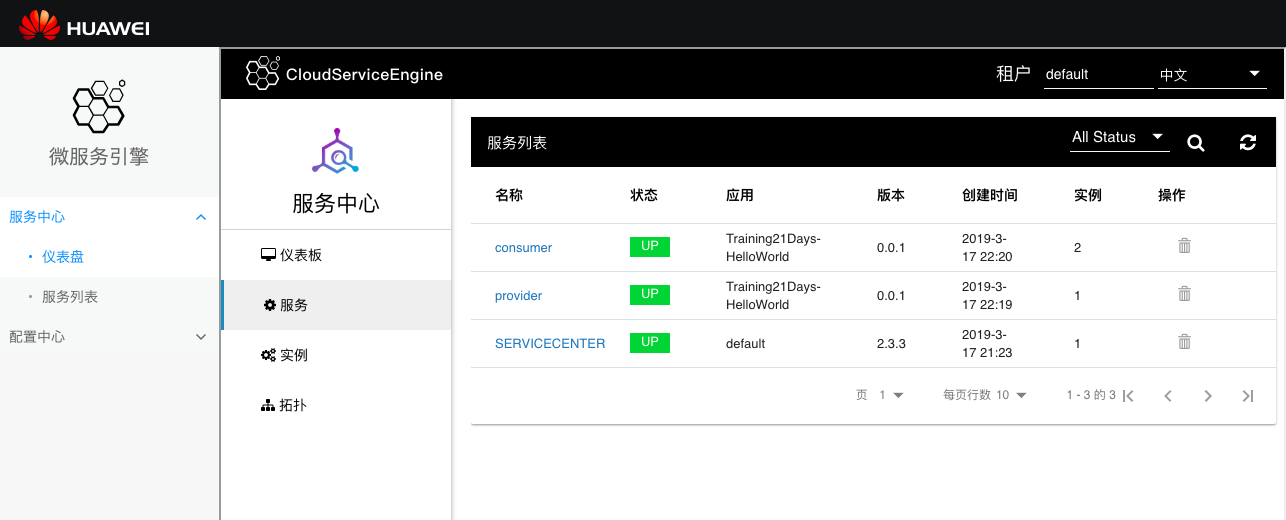 HUAWEI
微服务引擎
服务中心
仪表盘
服务列表
配置中心
CloudServiceEngine
租户 default 中文
服务中心
仪表板
服务
实例
拓扑
服务列表 All Status
名称 状态 应用 版本 创建时间 实例 操作
consumer UP Training21Days-HelloWorld 0.0.1 2019-3-17 22:20 2
provider UP Training21Days-HelloWorld 0.0.1 2019-3-17 22:19 1
SERVICECENTER UP default 2.3.3 2019-3-17 21:23 1
页 1 每页行数 10 1 - 3 的 3